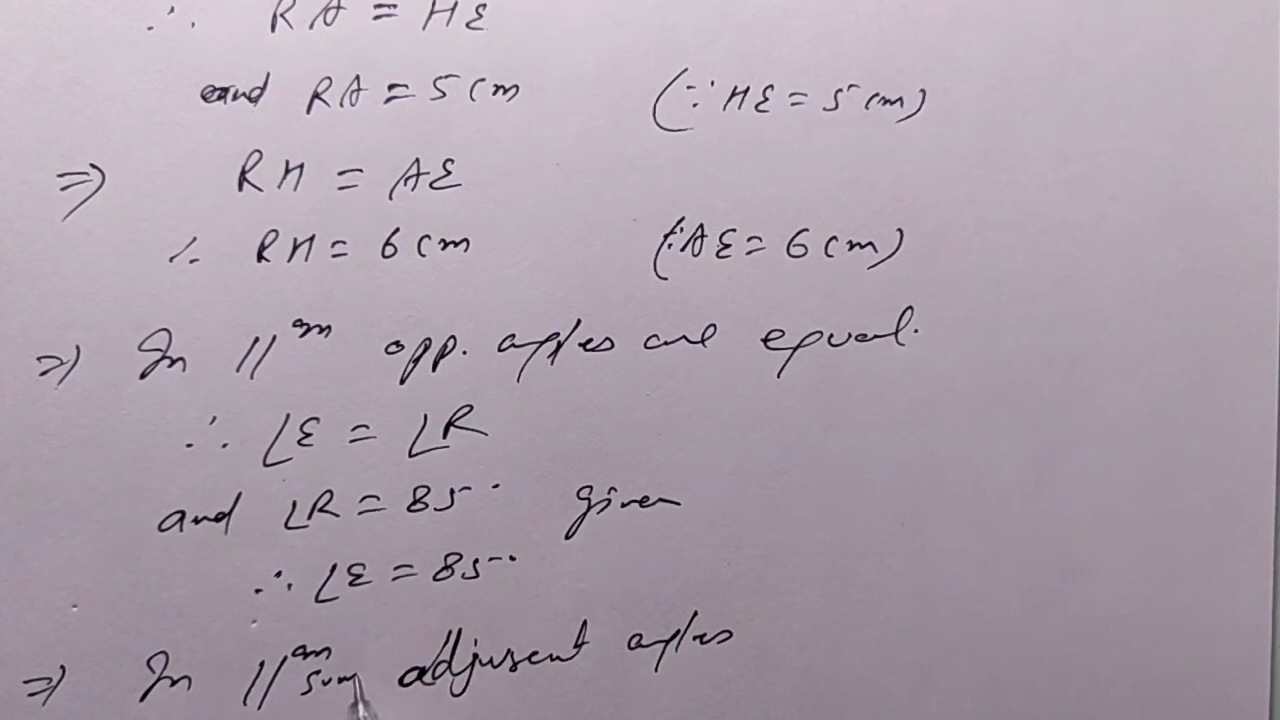 ∴ RA = HE
and RA = 5 cm (∵ HE = 5 cm)
⇒ RH = AE
∴ RH = 6 cm (∵ AE = 6 cm)
⇒ In ||gm opp. angles are equal.
∴ ∠E = ∠R
and ∠R = 85° given
∴ ∠E = 85°
⇒ In ||gm sum adjusent angles